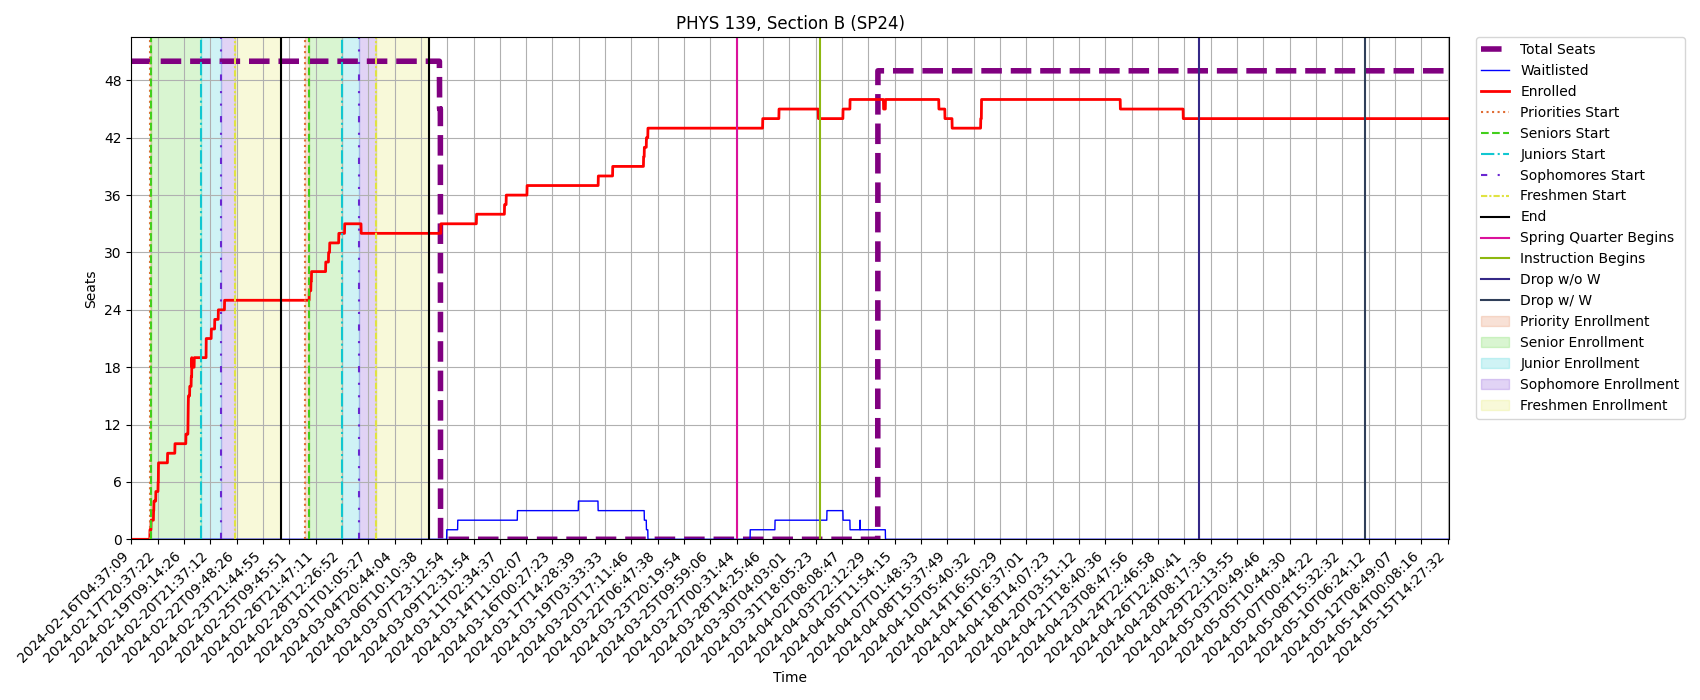 PHYS 139, Section B (SP24)
Seats
48
42
36
30
24
18
12
6
0
2024-02-16T04:37:09
2024-02-17T20:37:22
2024-02-19T09:14:26
2024-02-20T21:37:12
2024-02-22T09:48:26
2024-02-23T21:44:55
2024-02-25T09:45:51
2024-02-26T21:47:11
2024-02-28T12:26:52
2024-03-01T01:05:27
2024-03-04T20:44:04
2024-03-06T10:10:38
2024-03-07T23:12:54
2024-03-09T12:31:54
2024-03-11T02:34:37
2024-03-14T11:02:07
2024-03-16T00:27:23
2024-03-17T14:28:39
2024-03-19T03:33:33
2024-03-20T17:11:46
2024-03-22T06:47:38
2024-03-23T20:19:54
2024-03-25T09:59:06
2024-03-27T00:31:44
2024-03-28T14:25:46
2024-03-30T04:03:01
2024-03-31T18:05:23
2024-04-02T08:08:47
2024-04-03T22:12:29
2024-04-05T11:54:15
2024-04-07T01:48:33
2024-04-08T15:37:49
2024-04-10T05:40:32
2024-04-14T16:50:29
2024-04-16T16:37:01
2024-04-18T14:07:23
2024-04-20T03:51:12
2024-04-21T18:40:36
2024-04-23T08:47:56
2024-04-24T22:46:58
2024-04-26T12:40:41
2024-04-28T08:17:36
2024-04-29T22:13:55
2024-05-03T20:49:46
2024-05-05T10:44:30
2024-05-07T00:44:22
2024-05-08T15:32:32
2024-05-10T06:24:12
2024-05-12T08:49:07
2024-05-14T00:08:16
2024-05-15T14:27:32
Time
Total Seats
Waitlisted
Enrolled
Priorities Start
Seniors Start
Juniors Start
Sophomores Start
Freshmen Start
End
Spring Quarter Begins
Instruction Begins
Drop w/o W
Drop w/ W
Priority Enrollment
Senior Enrollment
Junior Enrollment
Sophomore Enrollment
Freshmen Enrollment